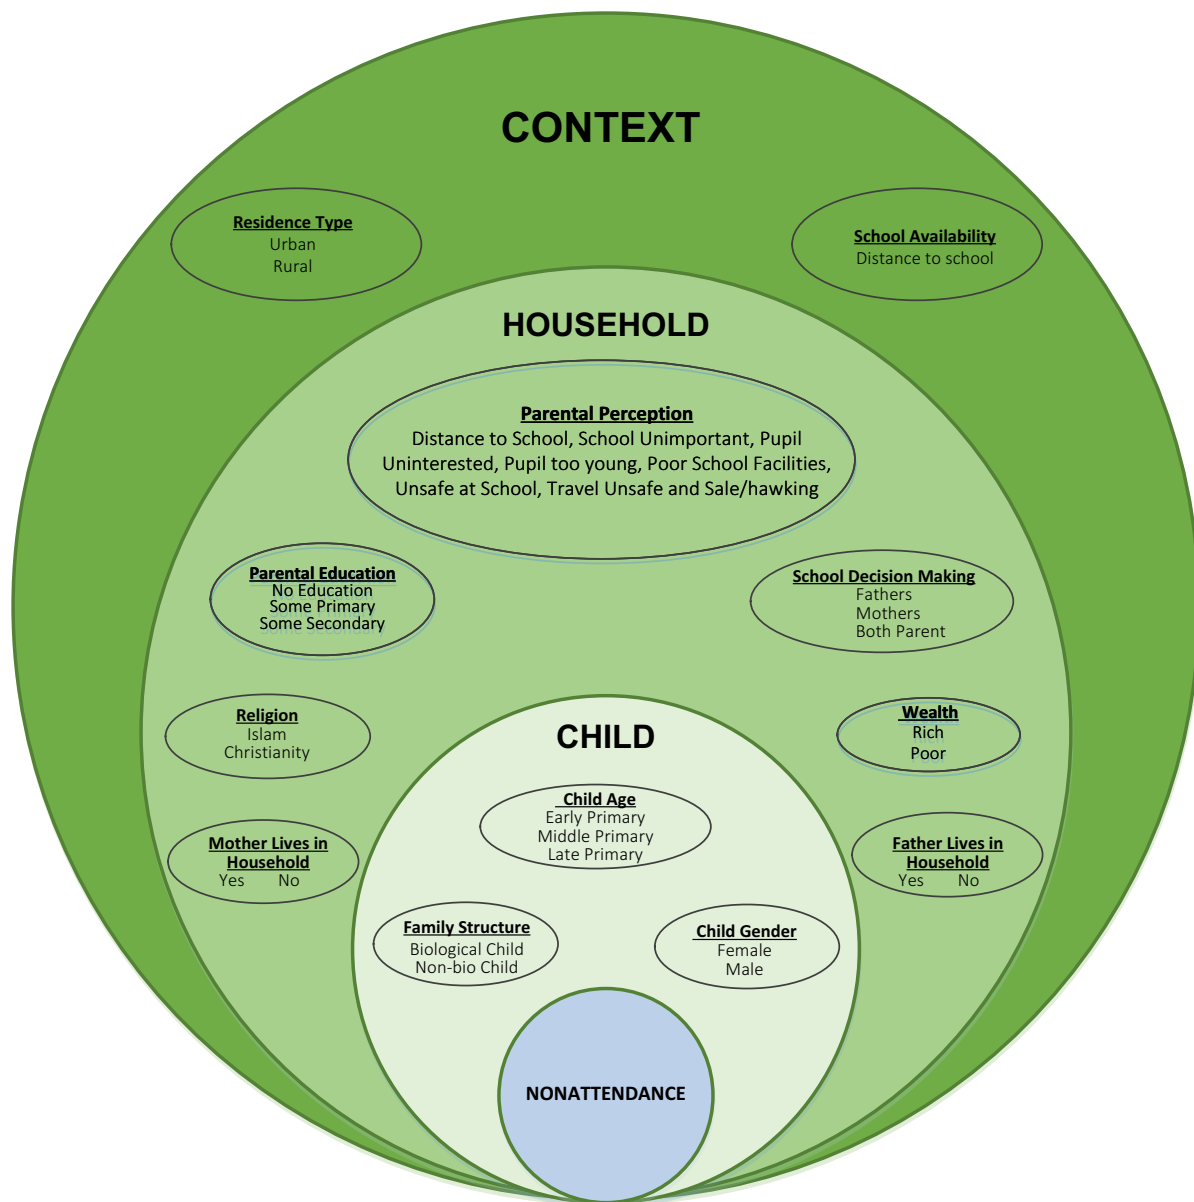 CONTEXT
Residence Type
Urban
Rural
School Availability
Distance to school
HOUSEHOLD
Parental Perception
Distance to School, School Unimportant, Pupil
Uninterested, Pupil too young, Poor School Facilities,
Unsafe at School, Travel Unsafe and Sale/hawking
Parental Education
No Education
Some Primary
Some Secondary
School Decision Making
Fathers
Mothers
Both Parent
Religion
Islam
Christianity
Wealth
Rich
Poor
Mother Lives in
Household
Yes No
Father Lives in
Household
Yes No
CHILD
Child Age
Early Primary
Middle Primary
Late Primary
Family Structure
Biological Child
Non-bio Child
Child Gender
Female
Male
NONATTENDANCE